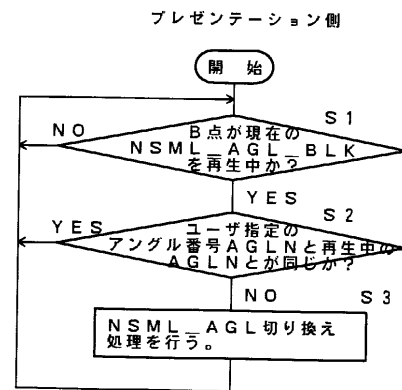 プレゼンテーション側
開 始
S1
NO
B点が現在の
NSML_AGL_BLK
を再生中か?
YES
S2
YES
ユーザ指定の
アングル番号AGLNと再生中の
AGLNとが同じか?
NO
S3
NSML_AGL切り換え
処理を行う。